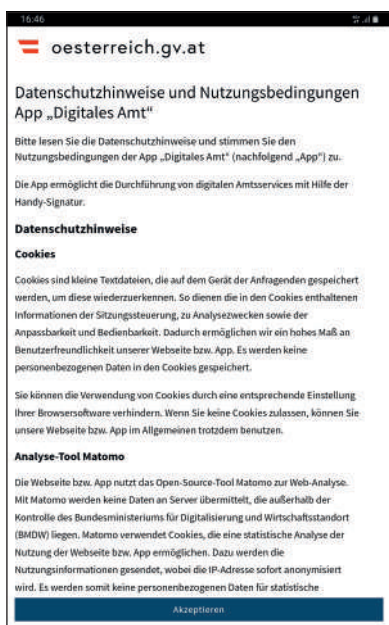 16:46
oesterreich.gv.at
Datenschutzhinweise und Nutzungsbedingungen
App „Digitales Amt“
Bitte lesen Sie die Datenschutzhinweise und stimmen Sie den
Nutzungsbedingungen der App „Digitales Amt“ (nachfolgend „App“) zu.
Die App ermöglicht die Durchführung von digitalen Amtsservices mit Hilfe der
Handy-Signatur.
Datenschutzhinweise
Cookies
Cookies sind kleine Textdateien, die auf dem Gerät der Anfragenden gespeichert
werden, um diese wiederzuerkennen. So dienen die in den Cookies enthaltenen
Informationen der Sitzungssteuerung, zu Analysezwecken sowie der
Anpassbarkeit und Bedienbarkeit. Dadurch ermöglichen wir ein hohes Maß an
Benutzerfreundlichkeit unserer Webseite bzw. App. Es werden keine
personenbezogenen Daten in den Cookies gespeichert.
Sie können die Verwendung von Cookies durch eine entsprechende Einstellung
Ihrer Browsersoftware verhindern. Wenn Sie keine Cookies zulassen, können Sie
unsere Webseite bzw. App im Allgemeinen trotzdem benutzen.
Analyse-Tool Matomo
Die Webseite bzw. App nutzt das Open-Source-Tool Matomo zur Web-Analyse.
Mit Matomo werden keine Daten an Server übermittelt, die außerhalb der
Kontrolle des Bundesministeriums für Digitalisierung und Wirtschaftsstandort
(BMDW) liegen. Matomo verwendet Cookies, die eine statistische Analyse der
Nutzung der Webseite bzw. App ermöglichen. Dazu werden die
Nutzungsinformationen gesendet, wobei die IP-Adresse sofort anonymisiert
wird. Es werden somit keine personenbezogenen Daten für statistische
Akzeptieren